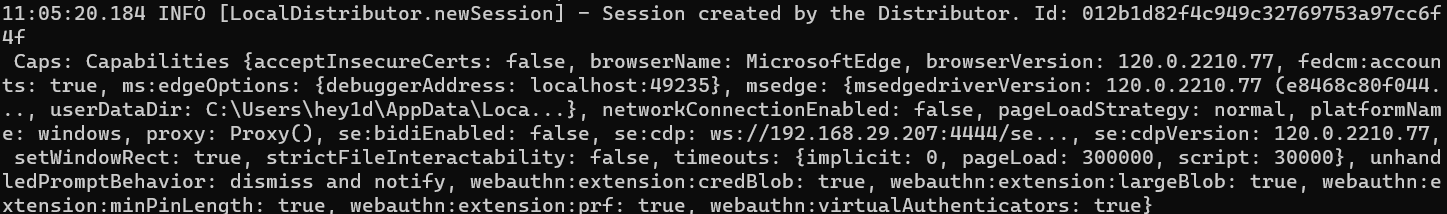 11:05:20.184 INFO [LocalDistributor.newSession] - Session created by the Distributor. Id: 012b1d82f4c949c32769753a97cc6f
4f
 Caps: Capabilities {acceptInsecureCerts: false, browserName: MicrosoftEdge, browserVersion: 120.0.2210.77, fedcm:accoun
ts: true, ms:edgeOptions: {debuggerAddress: localhost:49235}, msedge: {msedgedriverVersion: 120.0.2210.77 (e8468c80f044.
.., userDataDir: C:\Users\hey1d\AppData\Loca...}, networkConnectionEnabled: false, pageLoadStrategy: normal, platformNam
e: windows, proxy: Proxy(), se:bidiEnabled: false, se:cdp: ws://192.168.29.207:4444/se..., se:cdpVersion: 120.0.2210.77,
 setWindowRect: true, strictFileInteractability: false, timeouts: {implicit: 0, pageLoad: 300000, script: 30000}, unhand
ledPromptBehavior: dismiss and notify, webauthn:extension:credBlob: true, webauthn:extension:largeBlob: true, webauthn:e
xtension:minPinLength: true, webauthn:extension:prf: true, webauthn:virtualAuthenticators: true}